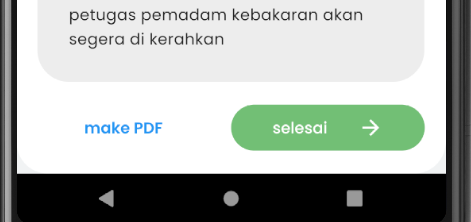 petugas pemadam kebakaran akan
segera di kerahkan
make PDF
selesai